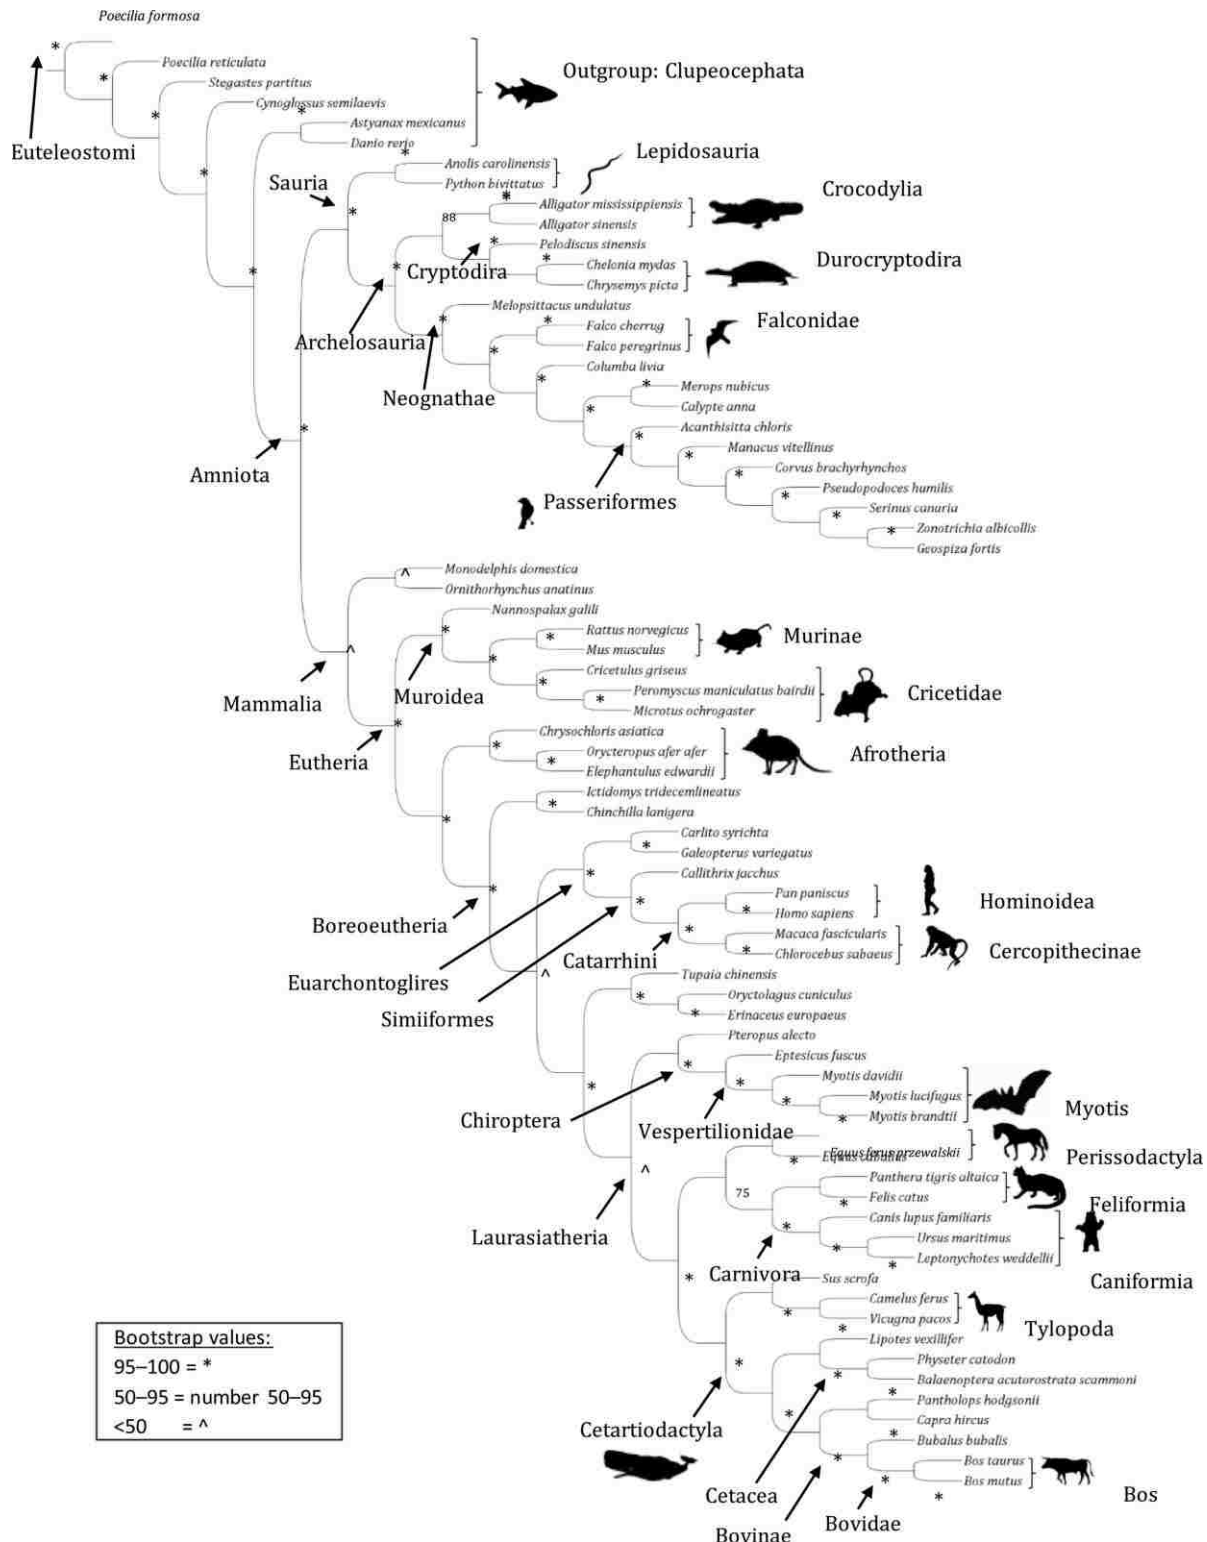 Poecilia formosa
*
Poecilia reticulata
*
Stegastes partitus
Outgroup: Clupeocephata
*
Cynoglossus semilaevis
*
Astyanax mexicanus
Danio rerio
Euteleostomi
*
Anolis carolinensis
Python bivittatus
Lepidosauria
*
Sauria
*
Alligator mississippiensis
Alligator sinensis
Crocodylia
*
88
*
Pelodiscus sinensis
Cryptodira
*
Chelonia mydas
Chrysemys picta
Durocryptodira
*
*
Archelosauria
Melopsittacus undulatus
*
*
Falco cherrug
Falco peregrinus
Falconidae
*
Neognathae
Columba livia
*
*
Merops nubicus
Calypte anna
*
Acanthisitta chloris
*
Manacus vitellinus
*
Corvus brachyrhynchos
*
Amniota
*
Passeriformes
Pseudopodoces humilis
*
Serinus canaria
*
Zonotrichia albicollis
*
Geospiza fortis
Monodelphis domestica
^
Ornithorhynchus anatinus
Nannospalax galili
*
Rattus norvegicus
*
Mus musculus
Murinae
*
^
Cricetulus griseus
*
Peromyscus maniculatus bairdii
*
Microtus ochrogaster
Cricetidae
Mammalia
Muroidea
*
Eutheria
Chrysochloris asiatica
*
Orycteropus afer afer
*
Elephantulus edwardii
Afrotheria
Ictidomys tridecemlineatus
*
Chinchilla lanigera
*
Carlito syrichta
*
Galeopterus variegatus
*
Callithrix jacchus
*
Pan paniscus
*
Homo sapiens
Hominoidea
*
Boreoeutheria
*
Macaca fascicularis
*
Chlorocebus sabaeus
Cercopithecinae
Catarrhini
^
Euarchontoglires
Simiiformes
Tupaia chinensis
*
Oryctolagus cuniculus
*
Erinaceus europaeus
Pteropus alecto
*
Eptesicus fuscus
*
*
Myotis davidii
*
Myotis lucifugus
*
Myotis brandtii
Myotis
Chiroptera
Vespertilionidae
Equus ferus przewalskii
Equus caballus
*
Perissodactyla
^
Panthera tigris altaica
75
*
Felis catus
Feliformia
Laurasiatheria
Canis lupus familiaris
*
*
Ursus maritimus
*
Leptonychotes weddellii
Caniformia
Carnivora
*
Sus scrofa
*
Camelus ferus
*
Vicugna pacos
Tylopoda
Lipotes vexillifer
*
*
Physeter catodon
*
Balaenoptera acutorostrata scammoni
Cetartiodactyla
*
Pantholops hodgsonii
*
Capra hircus
*
Bubalus bubalis
*
Bos taurus
*
Bos mutus
Bos
Cetacea
Bovinae
Bovidae
Bootstrap values:
95–100 = *
50–95 = number 50–95
<50 = ^